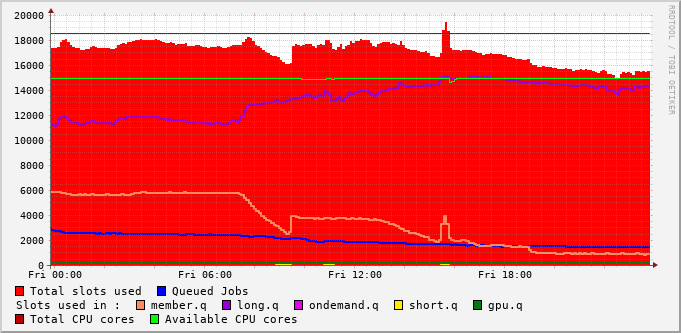 20000
18000
16000
14000
12000
10000
8000
6000
4000
2000
0
Fri 00:00 Fri 06:00 Fri 12:00 Fri 18:00
RRDTOOL / TOBI OETIKER
Total slots used Queued Jobs
Slots used in : member.q long.q ondemand.q short.q gpu.q
Total CPU cores Available CPU cores